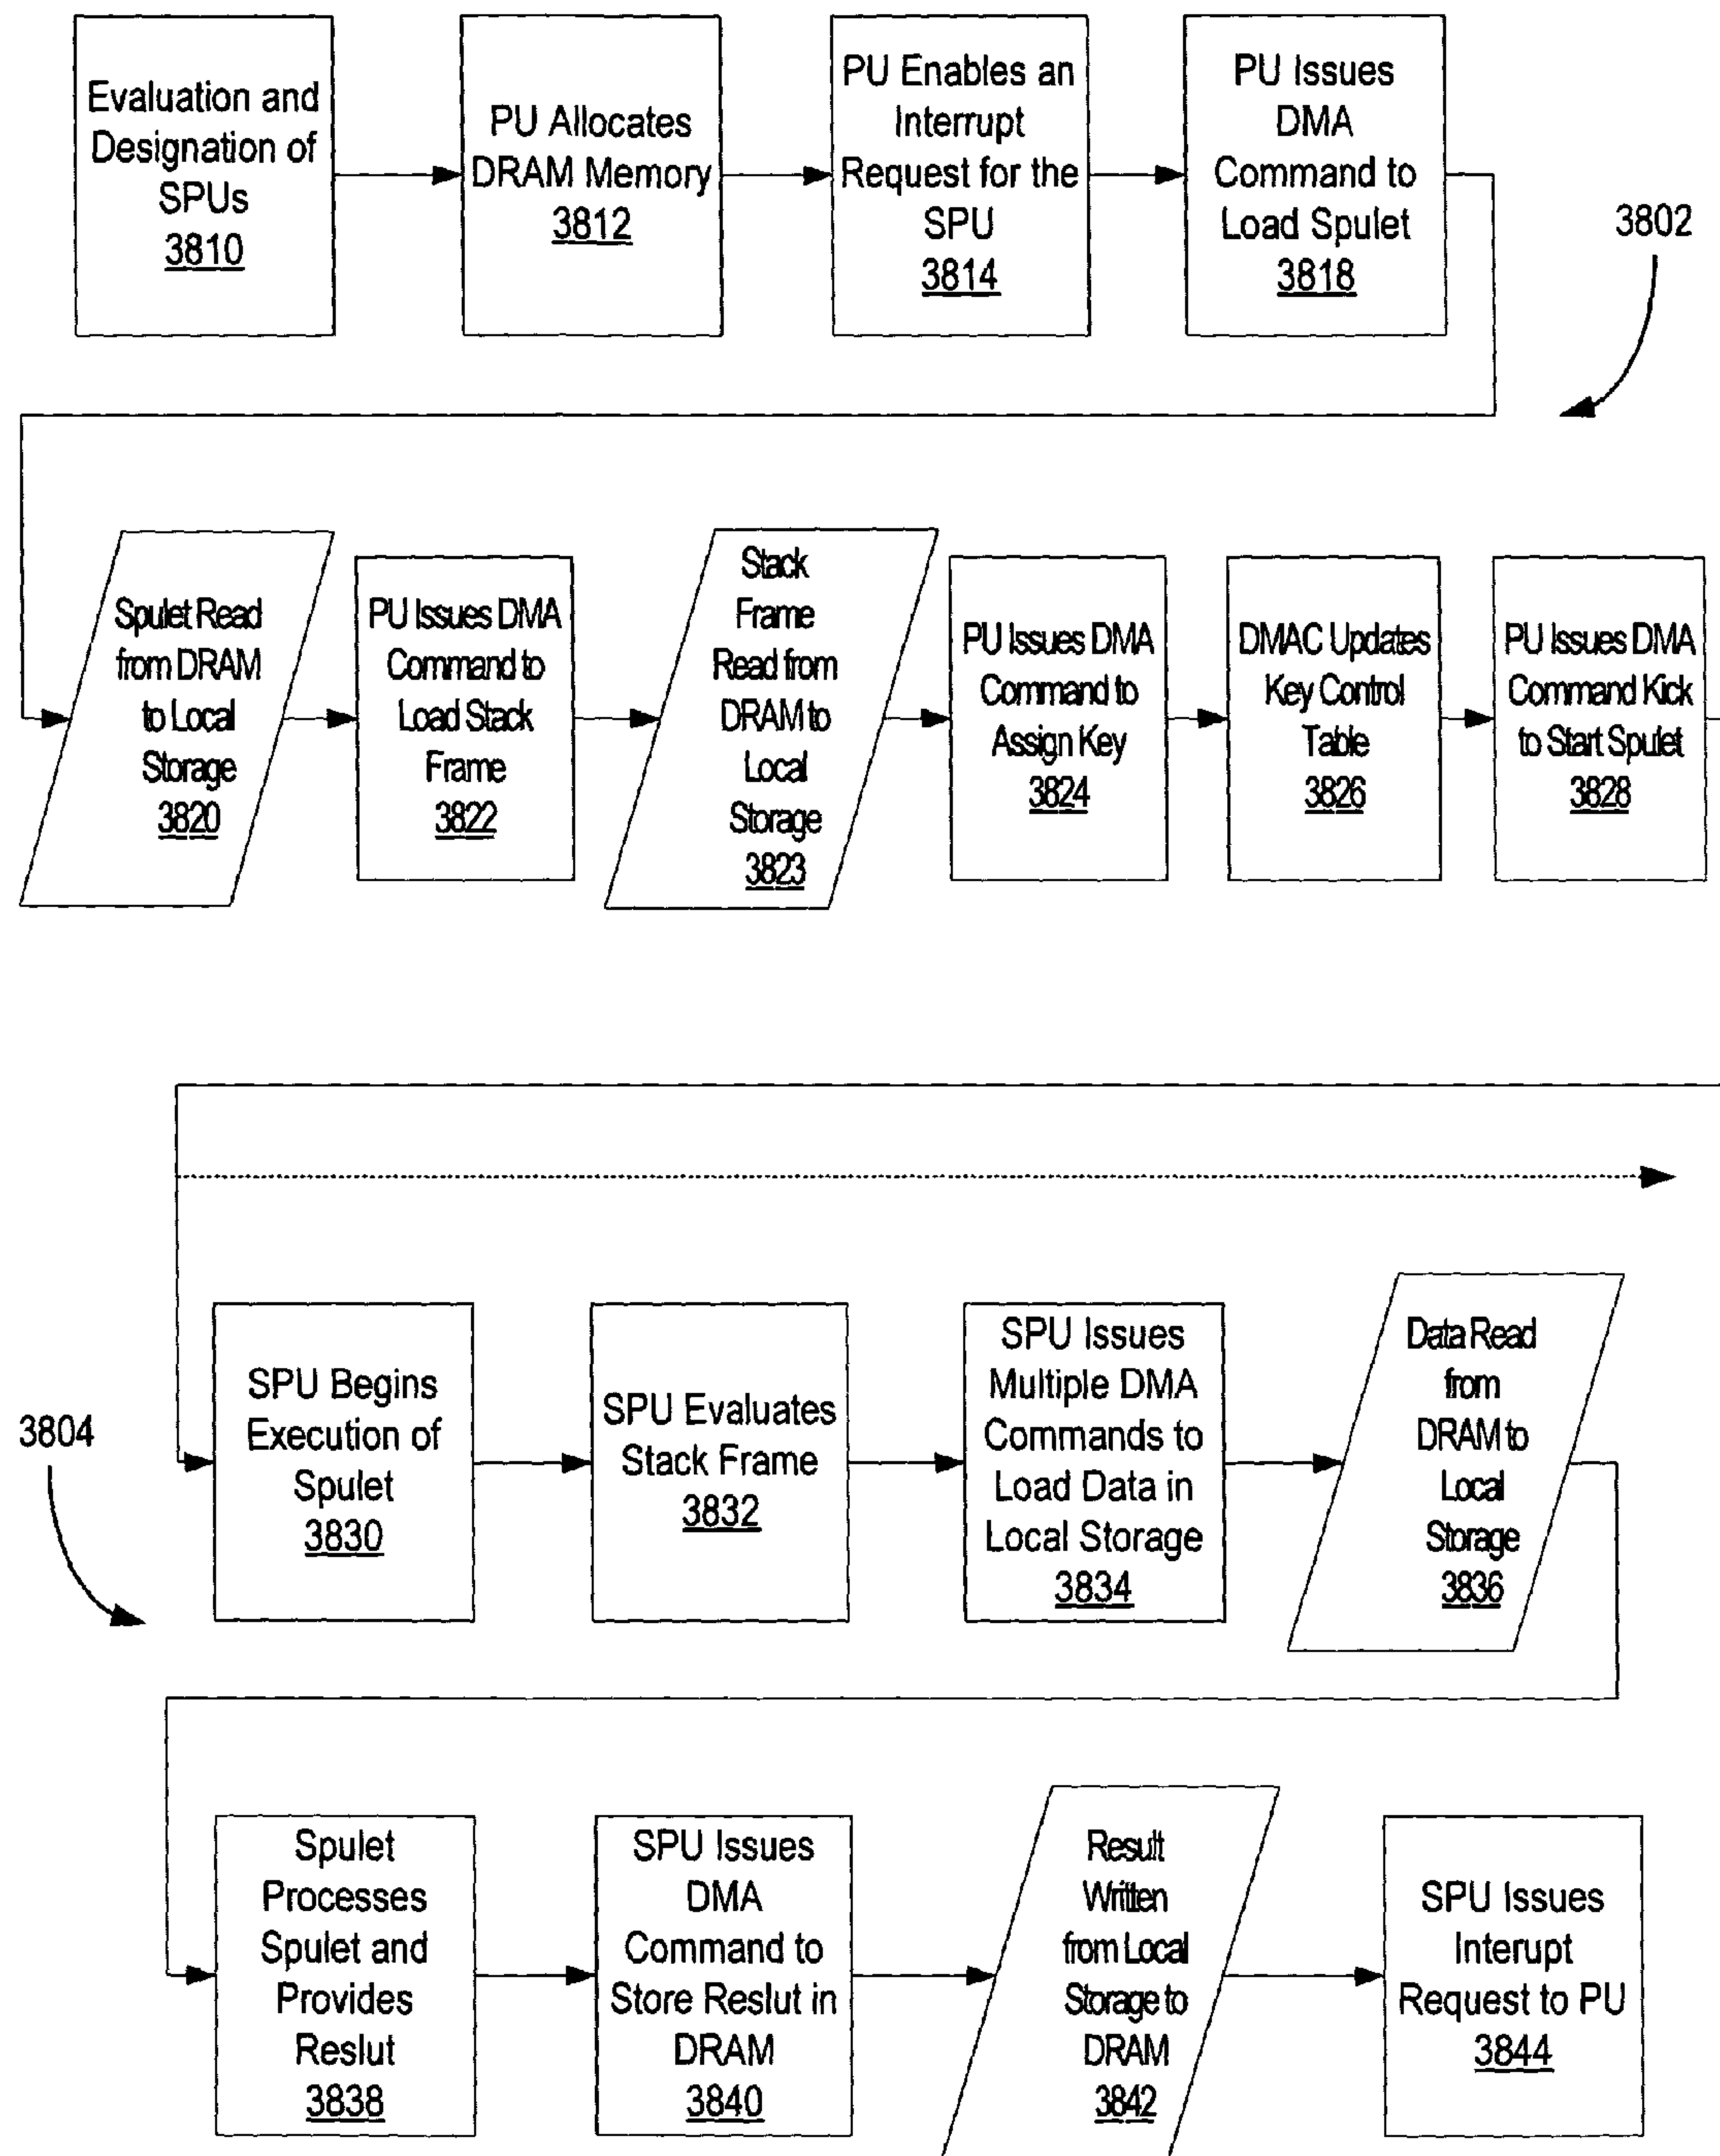 Evaluation and
Designation of
SPUs
3810
PU Allocates
DRAM Memory
3812
PU Enables an
Interrupt
Request for the
SPU
3814
PU Issues
DMA
Command to
Load Spulet
3818
3802
Spulet Read
from DRAM
to Local
Storage
3820
PU Issues DMA
Command to
Load Stack
Frame
3822
Stack
Frame
Read from
DRAM to
Local
Storage
3823
PU Issues DMA
Command to
Assign Key
3824
DMAC Updates
Key Control
Table
3826
PU Issues DMA
Command Kick
to Start Spulet
3828
3804
SPU Begins
Execution of
Spulet
3830
SPU Evaluates
Stack Frame
3832
SPU Issues
Multiple DMA
Commands to
Load Data in
Local Storage
3834
Data Read
from
DRAM to
Local
Storage
3836
Spulet
Processes
Spulet and
Provides
Reslut
3838
SPU Issues
DMA
Command to
Store Reslut in
DRAM
3840
Result
Written
from Local
Storage to
DRAM
3842
SPU Issues
Interupt
Request to PU
3844